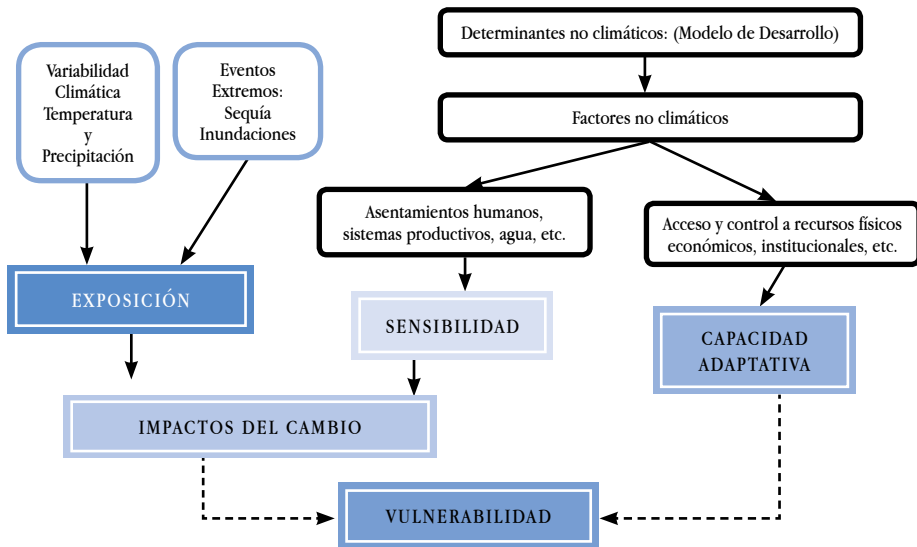 Determinantes no climáticos: (Modelo de Desarrollo)
Variabilidad
Climática
Temperatura
y
Precipitación
Eventos
Extremos:
Sequía
Inundaciones
Factores no climáticos
Asentamientos humanos,
sistemas productivos, agua, etc.
Acceso y control a recursos físicos
económicos, institucionales, etc.
EXPOSICIÓN
SENSIBILIDAD
CAPACIDAD
ADAPTATIVA
IMPACTOS DEL CAMBIO
VULNERABILIDAD